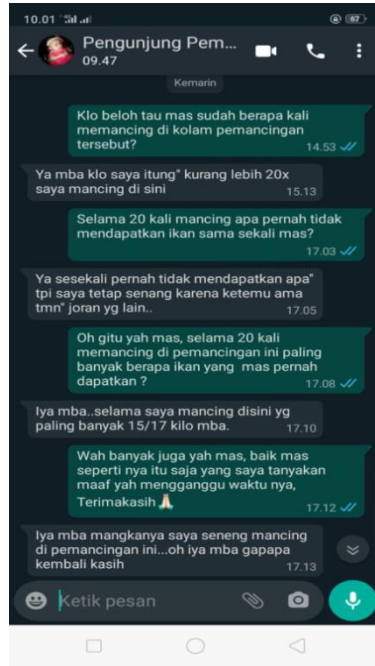 10.01
67
Pengunjung Pem...
09.47
Kemarin
Klo beloh tau mas sudah berapa kali
memancing di kolam pemancingan
tersebut?
14.53
Ya mba klo saya itung" kurang lebih 20x
saya mancing di sini
15.13
Selama 20 kali mancing apa pernah tidak
mendapatkan ikan sama sekali mas?
17.03
Ya sesekali pernah tidak mendapatkan apa"
tpi saya tetap senang karena ketemu ama
tmn" joran yg lain..
17.05
Oh gitu yah mas, selama 20 kali
memancing di pemancingan ini paling
banyak berapa ikan yang mas pernah
dapatkan ?
17.08
Iya mba..selama saya mancing disini yg
paling banyak 15/17 kilo mba.
17.10
Wah banyak juga yah mas, baik mas
seperti nya itu saja yang saya tanyakan
maaf yah mengganggu waktu nya,
Terimakasih 🙏🏻
17.12
Iya mba mangkanya saya seneng mancing
di pemancingan ini...oh iya mba gapapa
kembali kasih
17.13
Ketik pesan